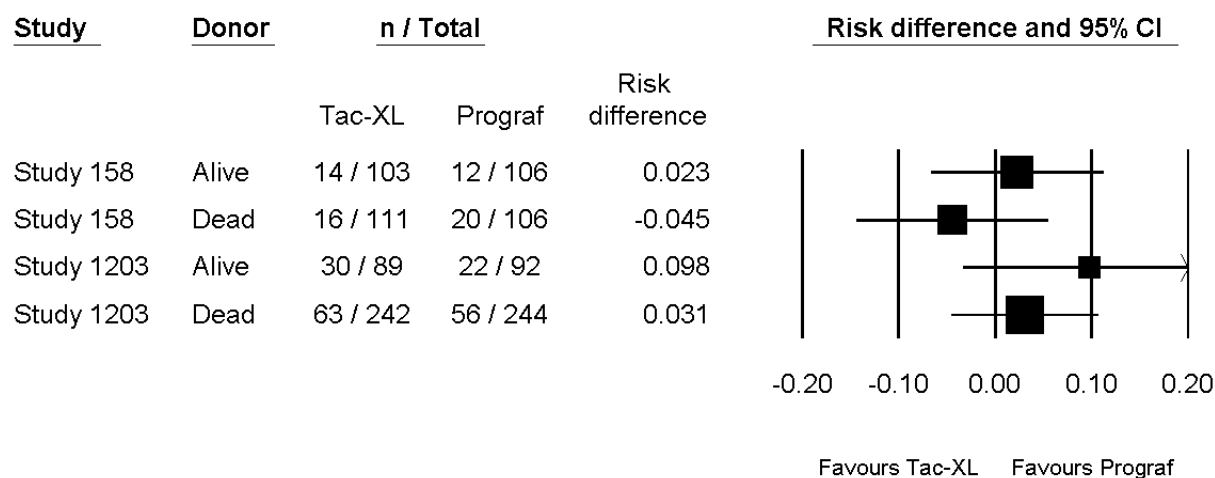 Study Donor n / Total Risk difference and 95% CI
Risk
Tac-XL Prograf difference
Study 158 Alive 14 / 103 12 / 106 0.023
Study 158 Dead 16 / 111 20 / 106 -0.045
Study 1203 Alive 30 / 89 22 / 92 0.098
Study 1203 Dead 63 / 242 56 / 244 0.031
-0.20 -0.10 0.00 0.10 0.20
Favours Tac-XL Favours Prograf